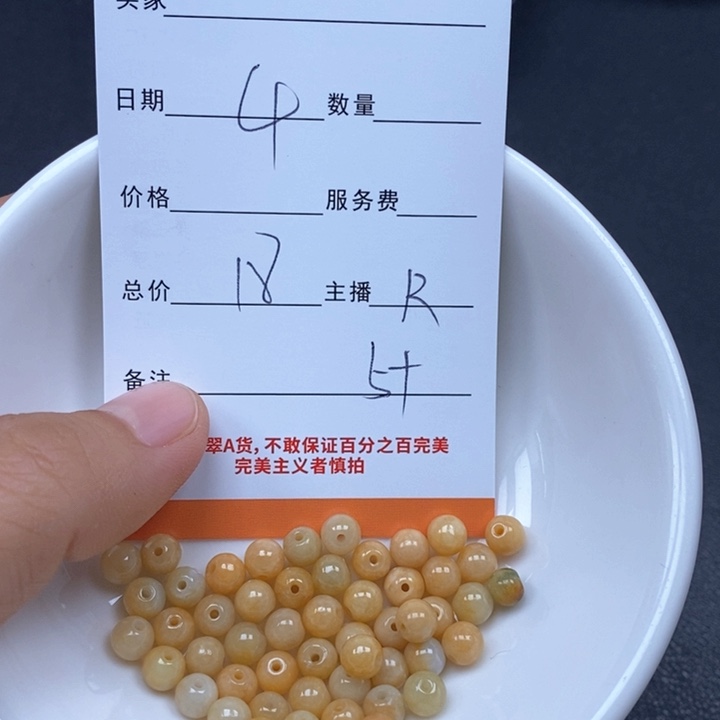 买家
日期 4 数量
价格 服务费
总价 18 主播 R
备注 5+
翠A货，不敢保证百分之百完美
完美主义者慎拍